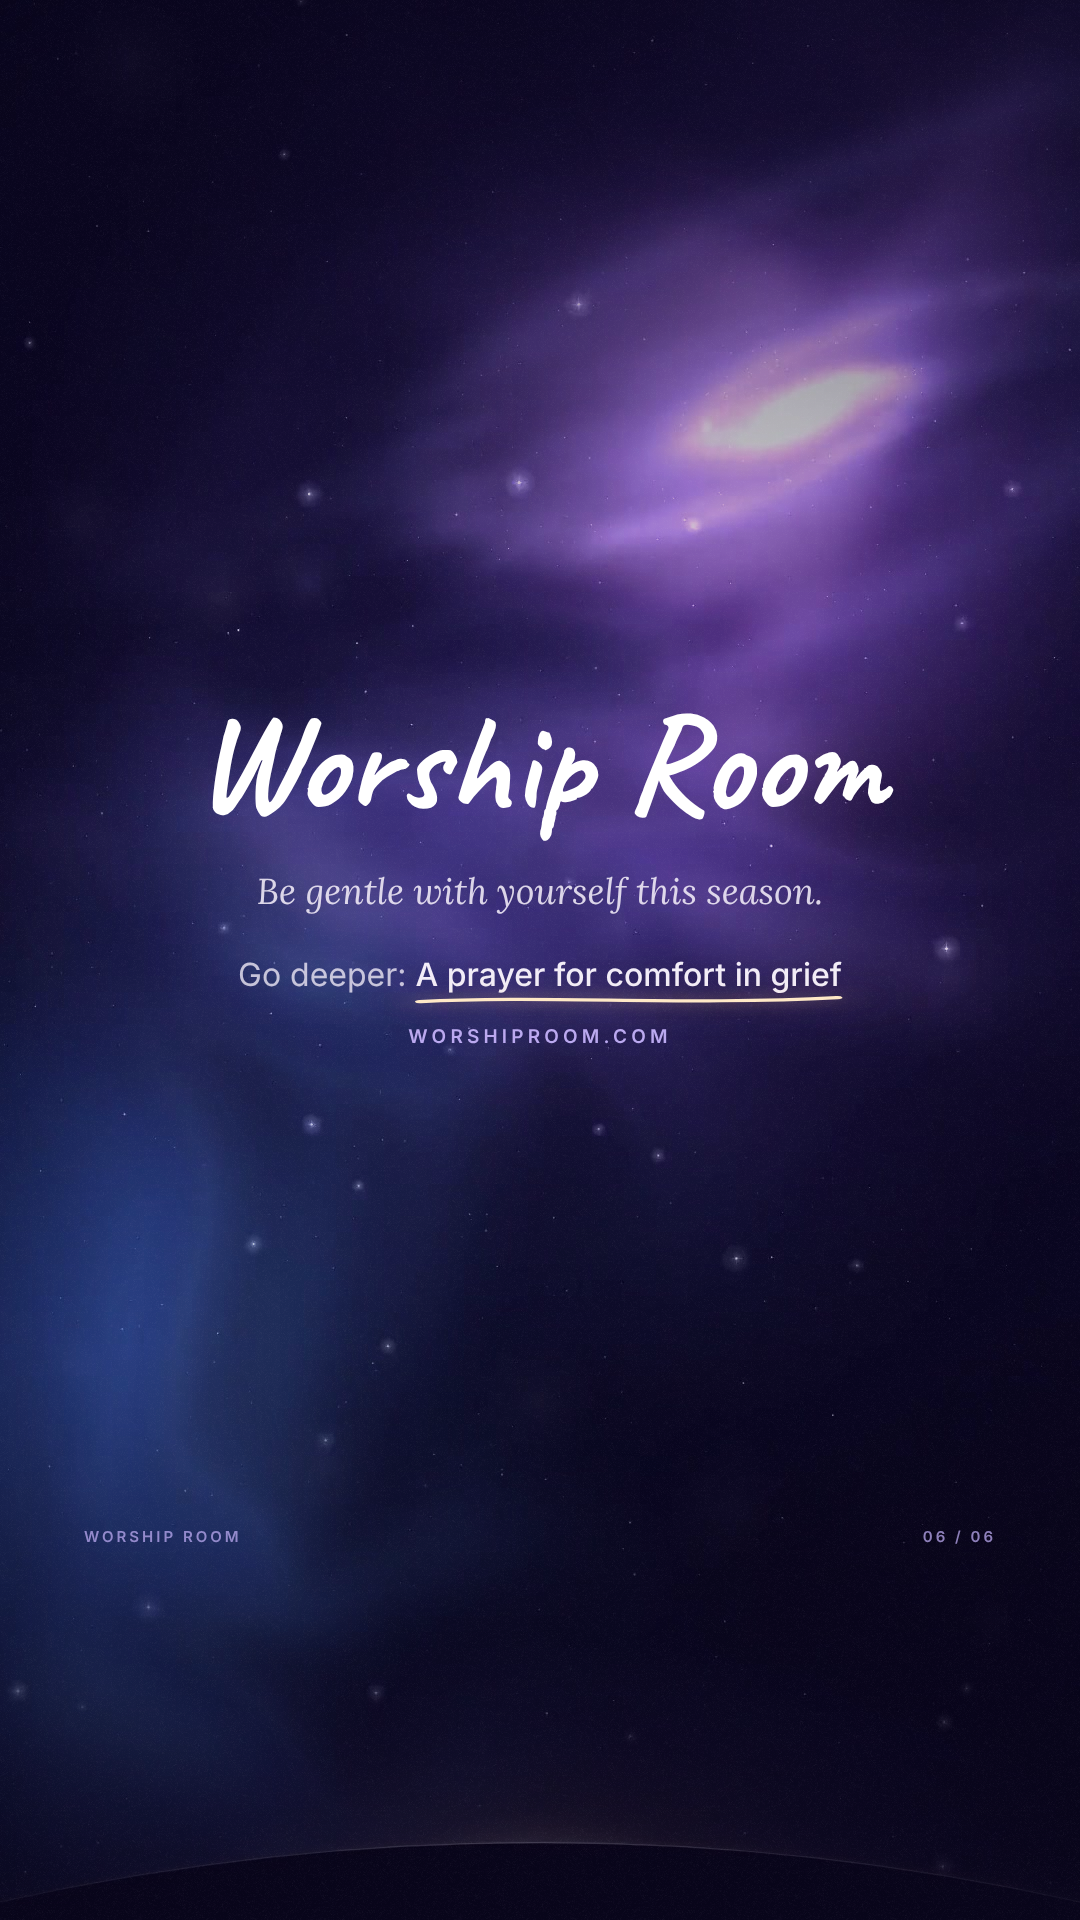 Worship Room
Be gentle with yourself this season.
Go deeper: A prayer for comfort in grief
WORSHIPROOM.COM
WORSHIP ROOM
06 / 06